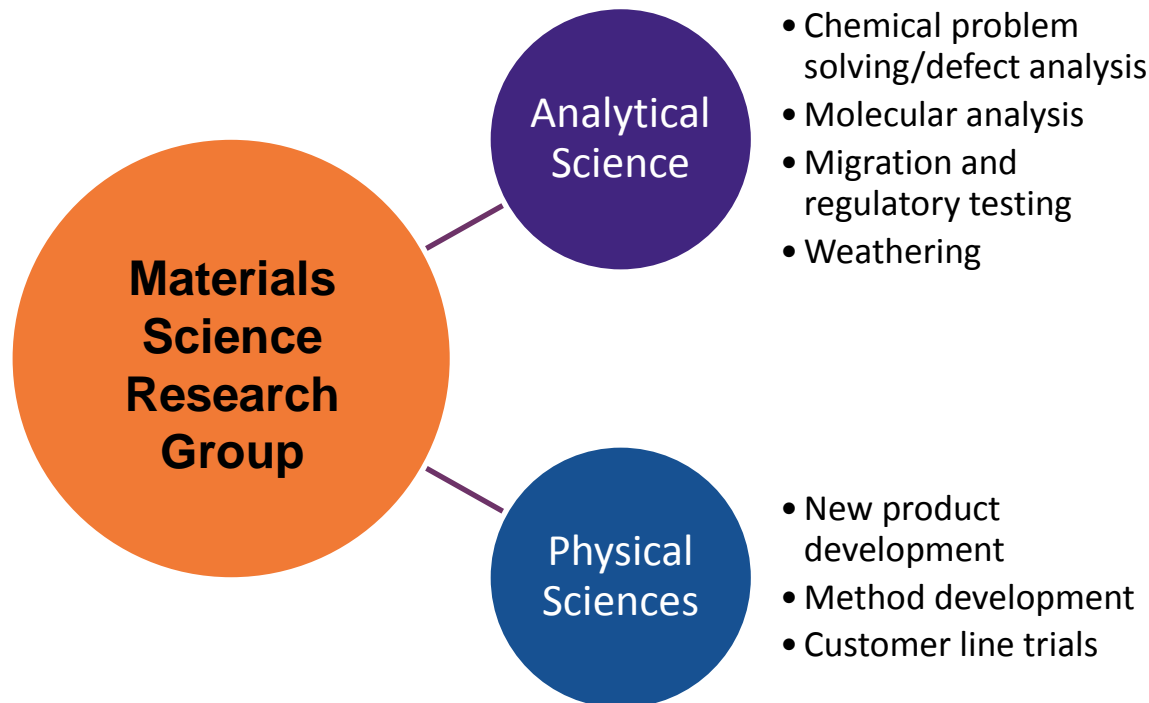 Materials
Science
Research
Group
Analytical
Science
• Chemical problem
solving/defect analysis
• Molecular analysis
• Migration and
regulatory testing
• Weathering
Physical
Sciences
• New product
development
• Method development
• Customer line trials